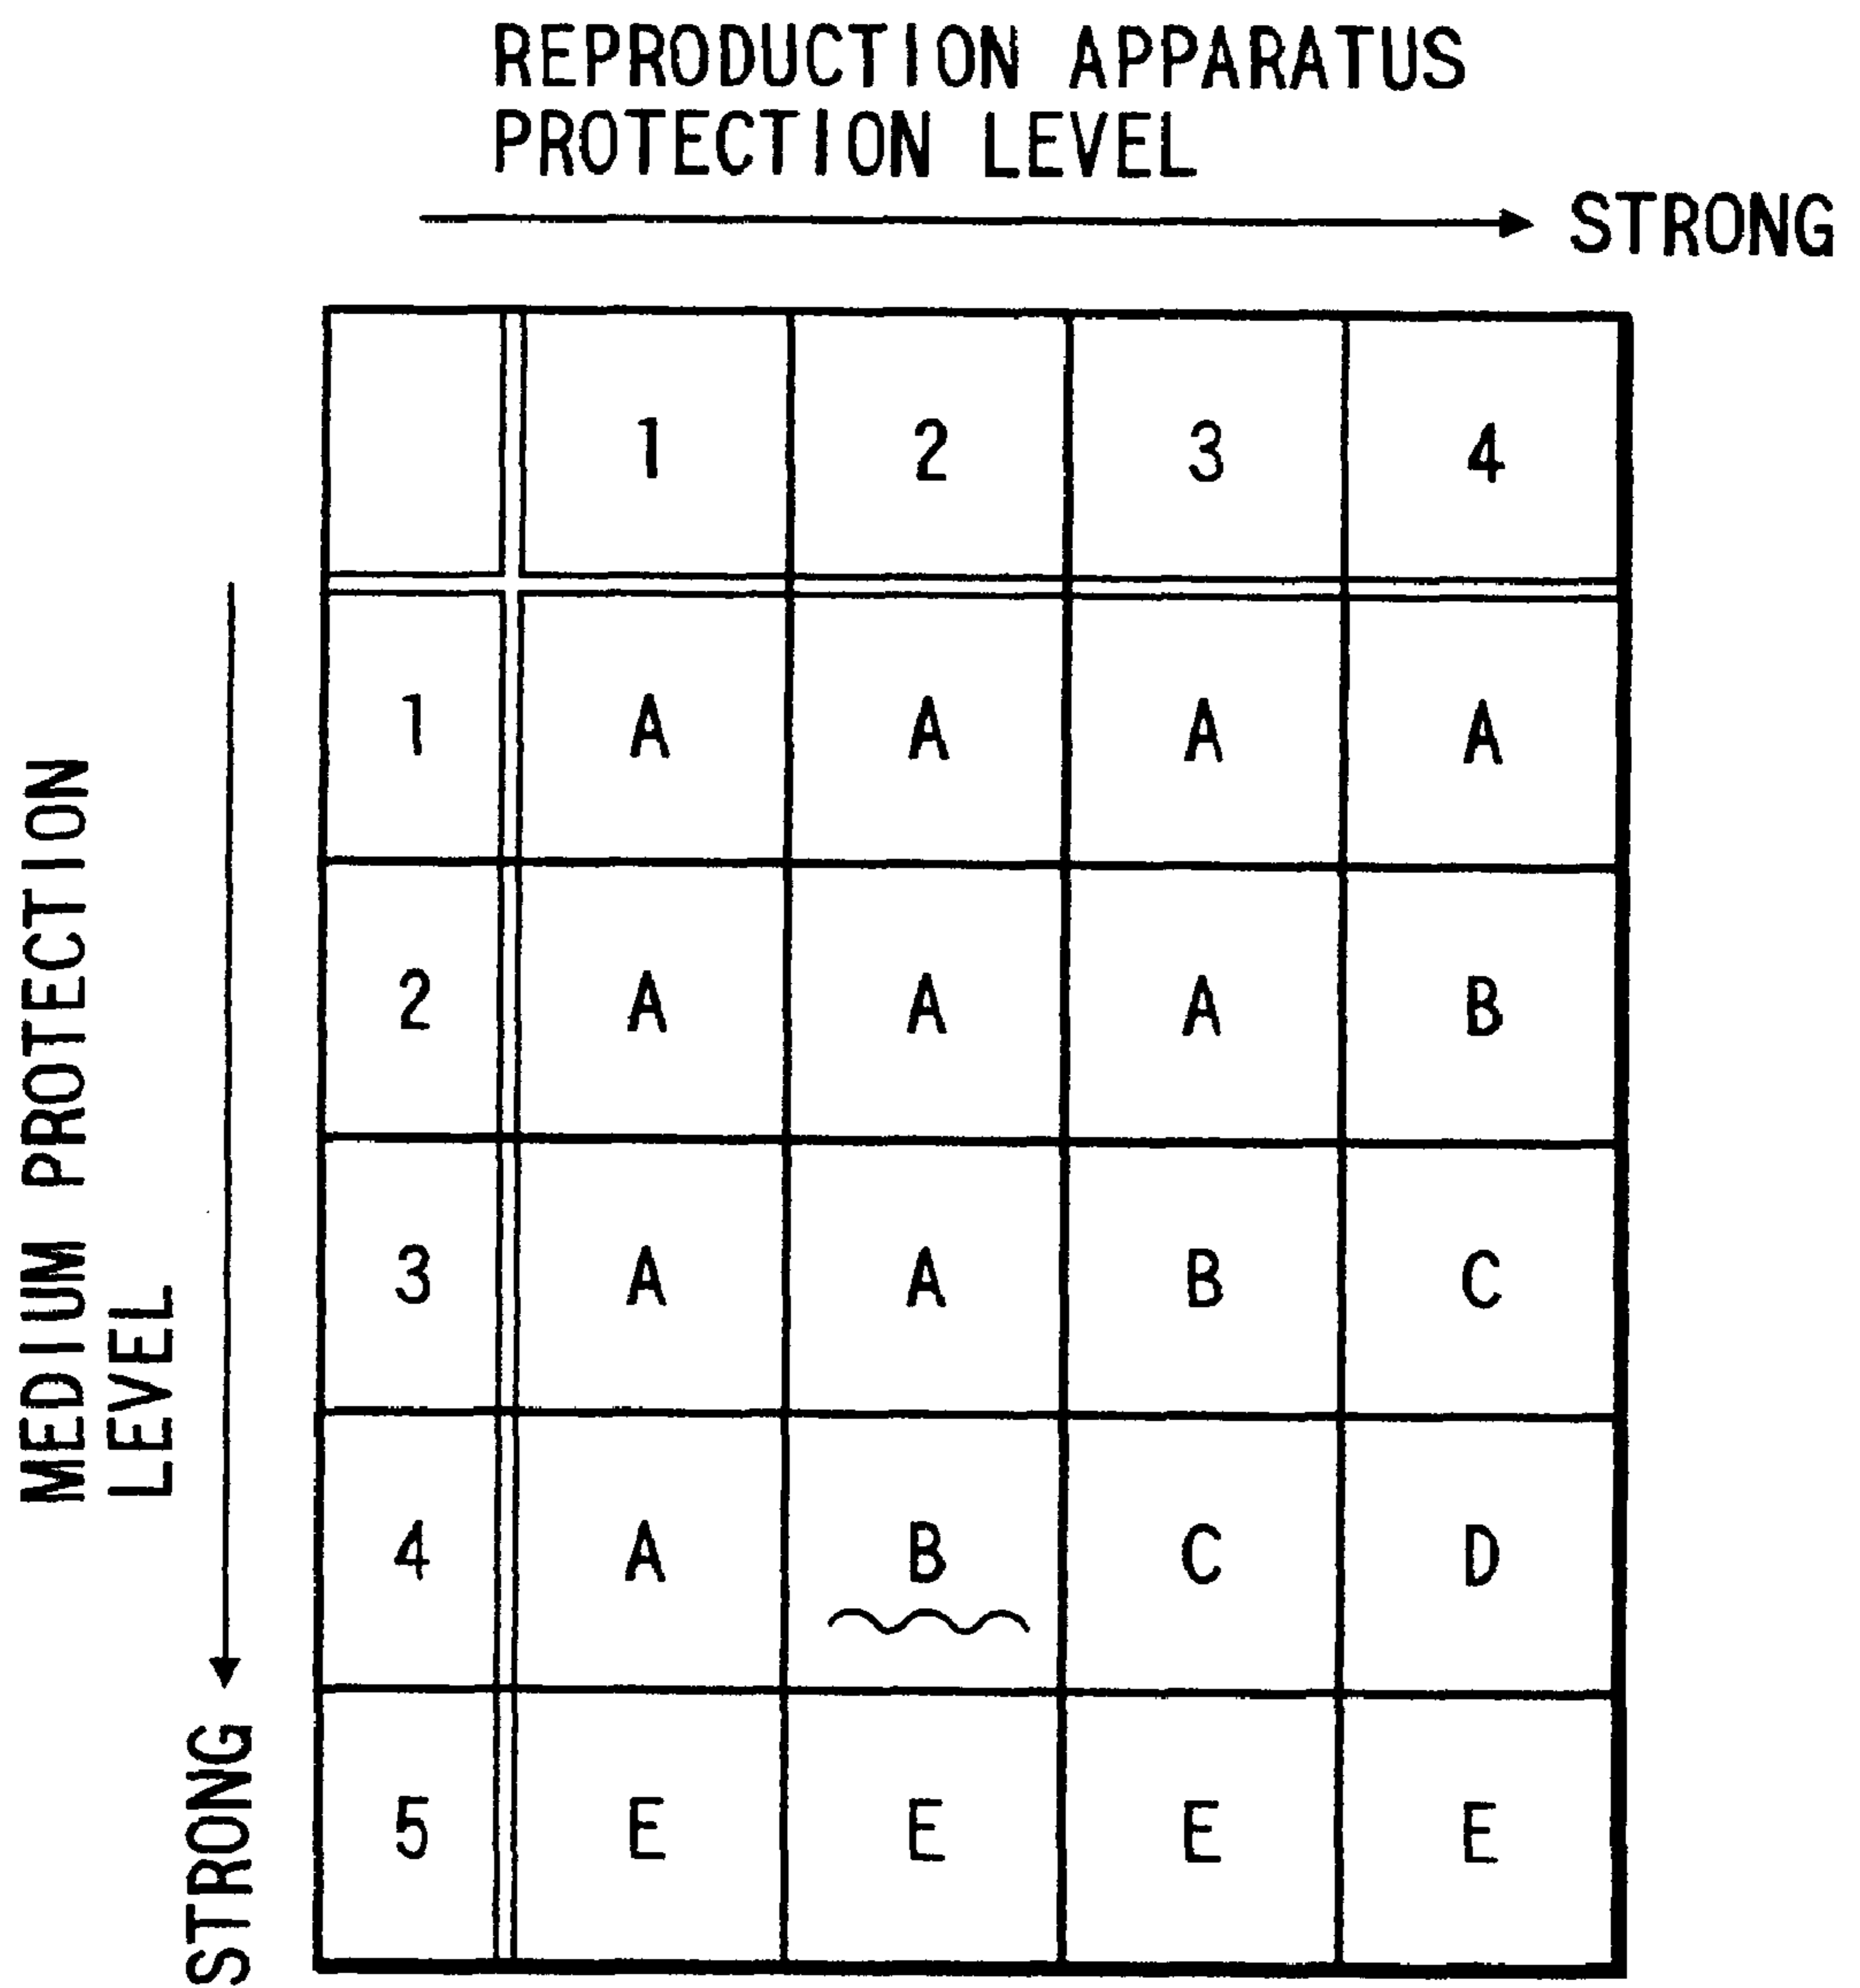 REPRODUCTION APPARATUS
PROTECTION LEVEL
STRONG
1 2 3 4
MEDIUM PROTECTION
LEVEL
STRONG
1 A A A A
2 A A A B
3 A A B C
4 A B C D
5 E E E E